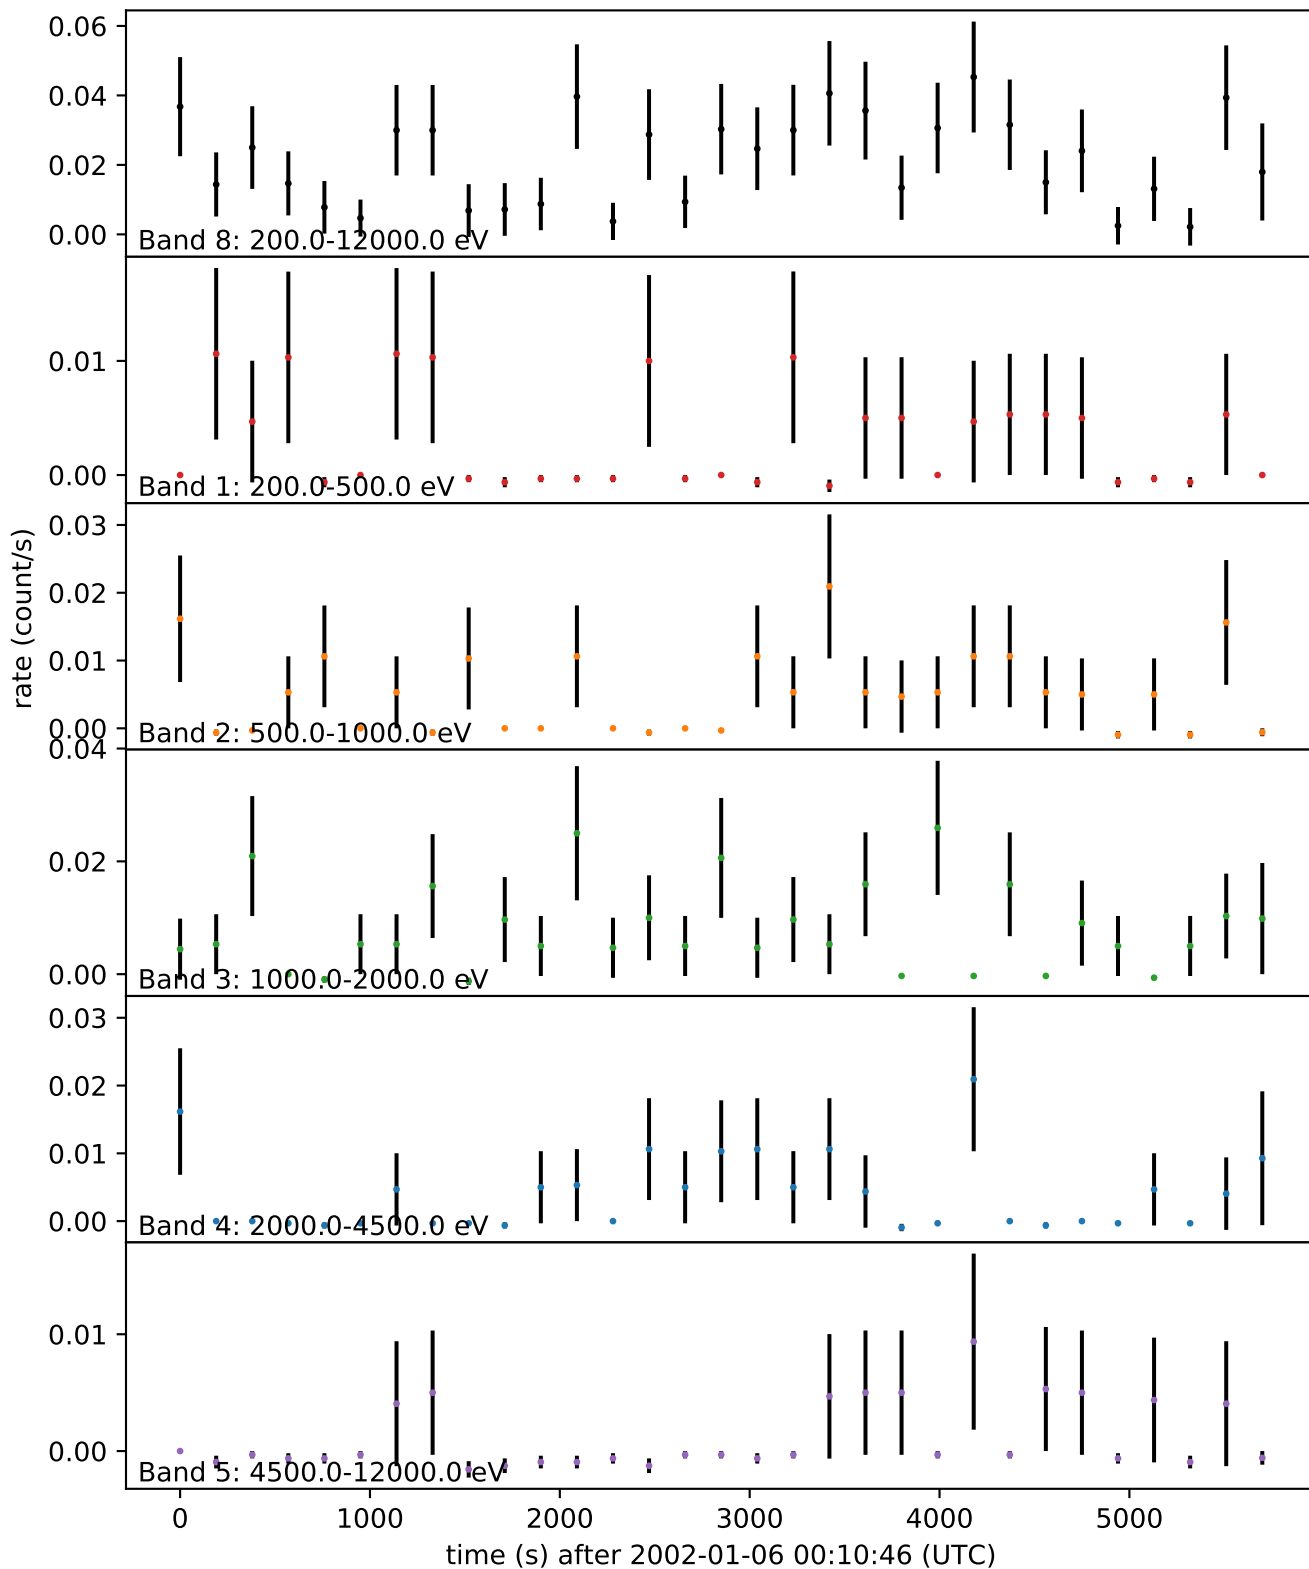 0.06
0.04
0.02
0.00
Band 8: 200.0-12000.0 eV
0.01
0.00
Band 1: 200.0-500.0 eV
0.03
0.02
0.01
0.00
Band 2: 500.0-1000.0 eV
rate (count/s)
0.04
0.02
0.00
Band 3: 1000.0-2000.0 eV
0.03
0.02
0.01
0.00
Band 4: 2000.0-4500.0 eV
0.01
0.00
Band 5: 4500.0-12000.0 eV
0 1000 2000 3000 4000 5000
time (s) after 2002-01-06 00:10:46 (UTC)